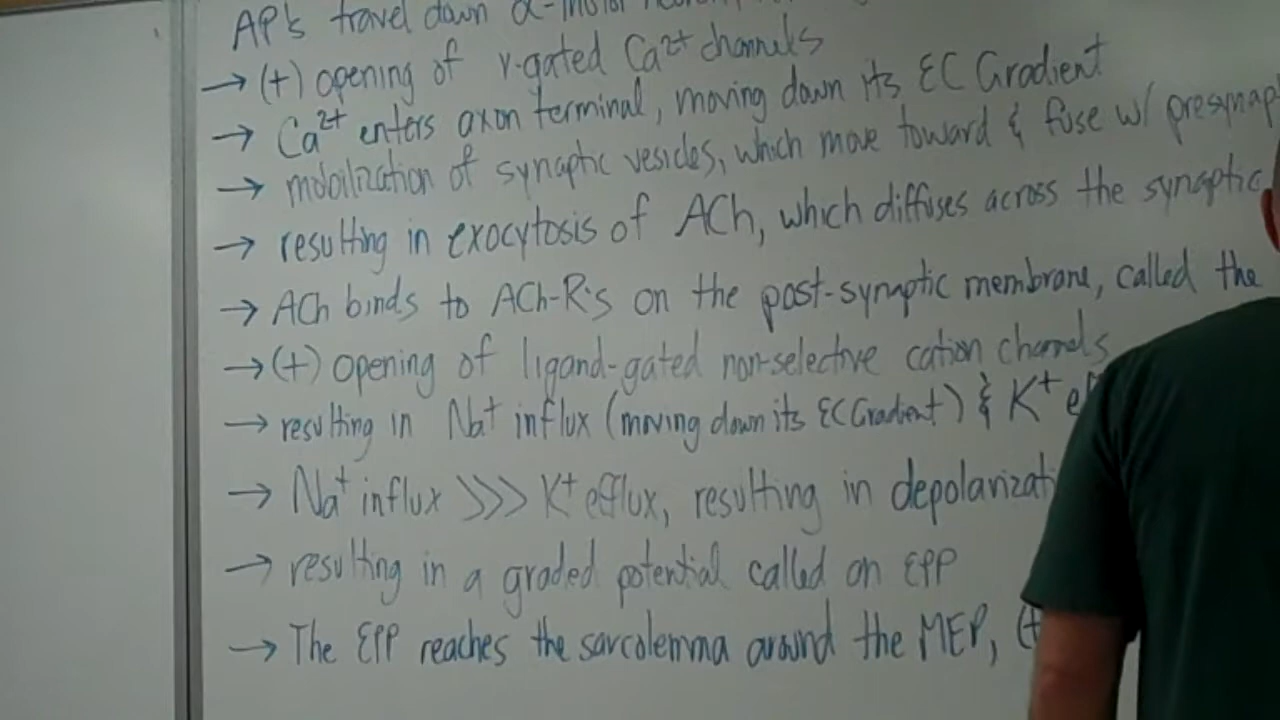 AP's travel down α-motor
→ (+) opening of v-gated Ca²⁺ channels
→ Ca²⁺ enters axon terminal, moving down its EC Gradient
→ mobilization of synaptic vesicles, which move toward & fuse w/ presynap
→ resulting in exocytosis of ACh, which diffuses across the synaptic
→ ACh binds to ACh-R's on the post-synaptic membrane, called the
→ (+) opening of ligand-gated non-selective cation channels
→ resulting in Na⁺ influx (moving down its EC Gradient) & K⁺
→ Na⁺ influx >>> K⁺ efflux, resulting in depolarizati
→ resulting in a graded potential called an EPP
→ The EPP reaches the sarcolemma around the MEP, (+